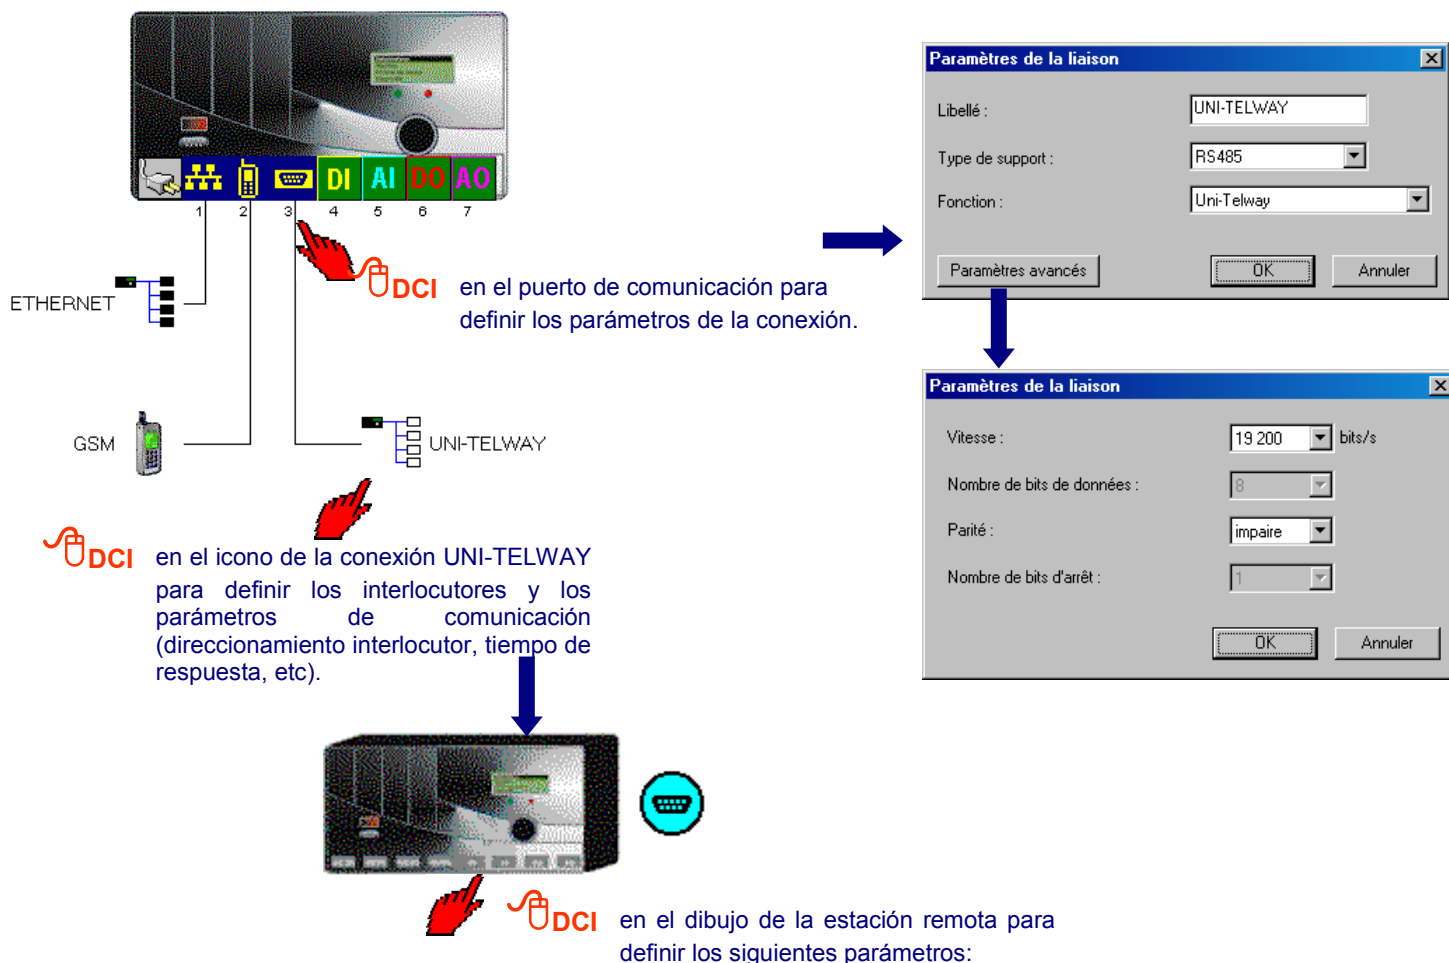 DI AI DO AO
1 2 3 4 5 6 7
ETHERNET
GSM
UNI-TELWAY
DCI en el puerto de comunicación para
definir los parámetros de la conexión.
Paramètres de la liaison
Libellé :
UNI-TELWAY
Type de support :
RS485
Fonction :
Uni-Telway
Paramètres avancés
OK
Annuler
Paramètres de la liaison
Vitesse :
19 200
bits/s
Nombre de bits de données :
8
Parité :
impaire
Nombre de bits d'arrêt :
1
OK
Annuler
DCI en el icono de la conexión UNI-TELWAY
para definir los interlocutores y los
parámetros de comunicación
(direccionamiento interlocutor, tiempo de
respuesta, etc).
DCI en el dibujo de la estación remota para
definir los siguientes parámetros: